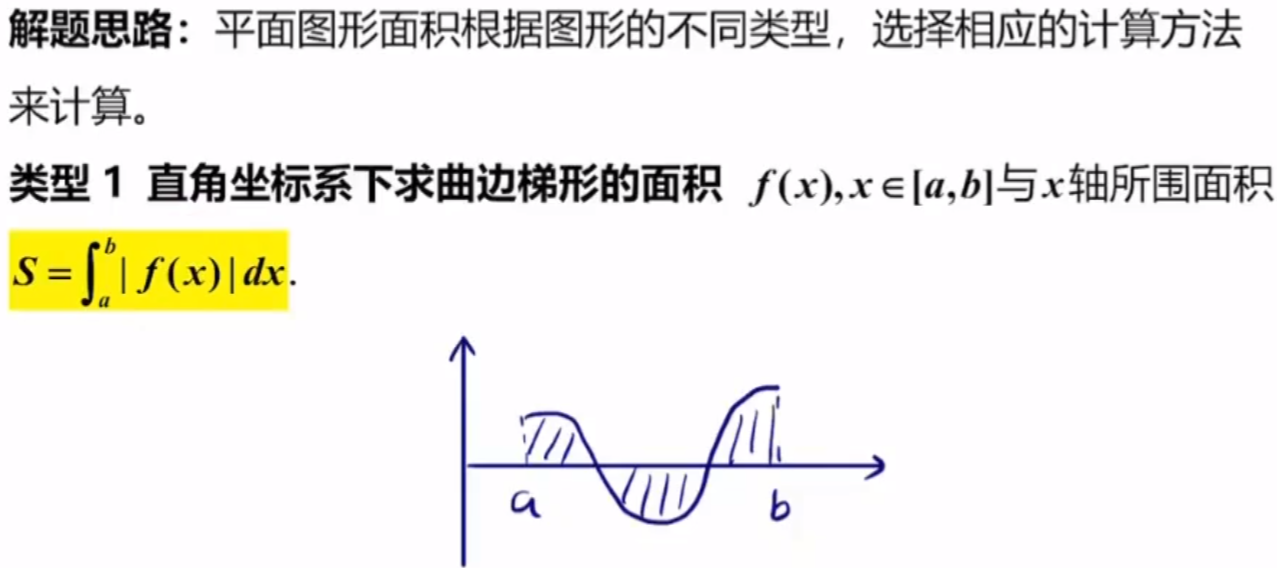 解题思路：平面图形面积根据图形的不同类型，选择相应的计算方法
来计算。
类型 1 直角坐标系下求曲边梯形的面积 f(x),x∈[a,b]与x轴所围面积
S=∫_a^b|f(x)|dx.
a b